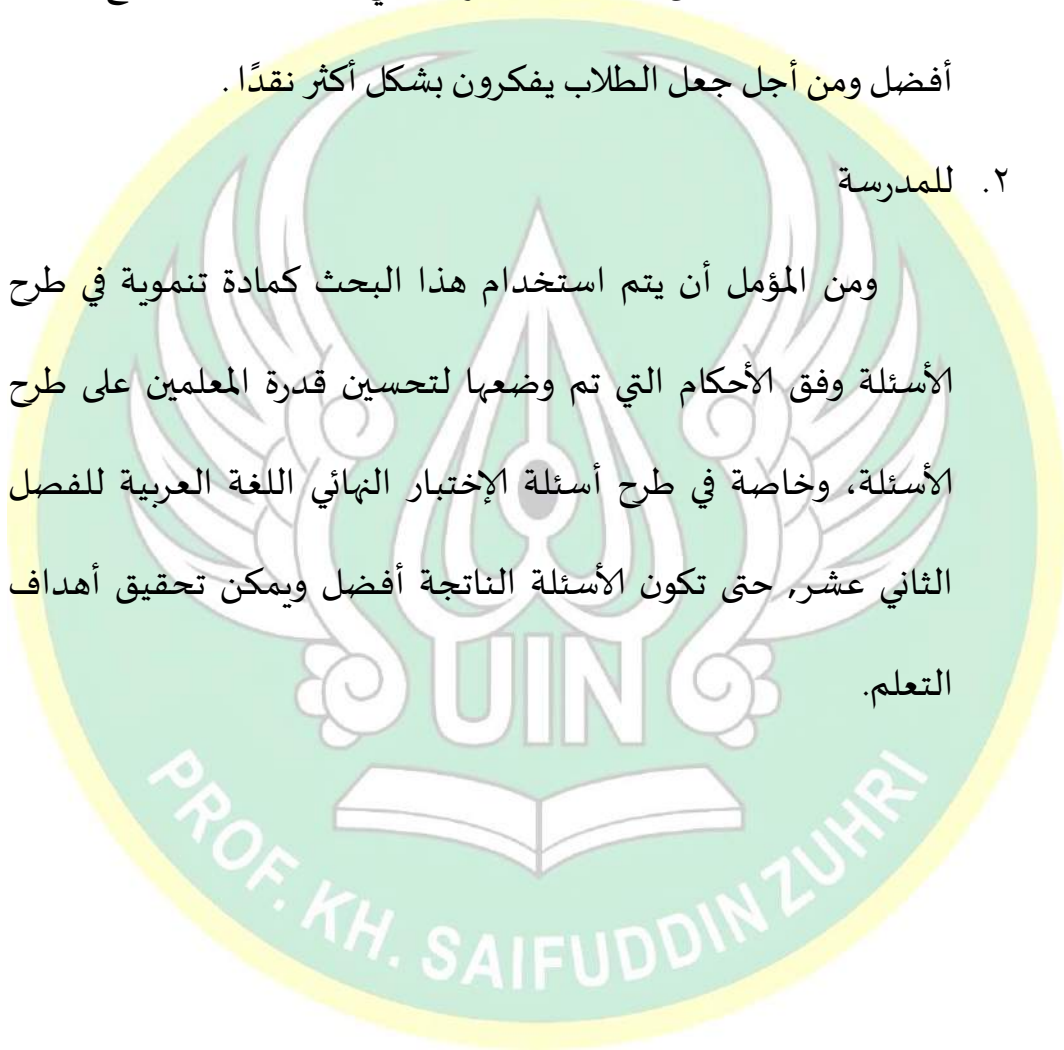 أفضل ومن أجل جعل الطلاب يفكرون بشكل أكثر نقدًا .
٢. للمدرسة
ومن المؤمل أن يتم استخدام هذا البحث كمادة تنموية في طرح
الأسئلة وفق الأحكام التي تم وضعها لتحسين قدرة المعلمين على طرح
الأسئلة، وخاصة في طرح أسئلة الإختبار النهائي اللغة العربية للفصل
الثاني عشر, حتى تكون الأسئلة الناتجة أفضل ويمكن تحقيق أهداف
التعلم.
UIN
PROF. KH. SAIFUDDIN ZUHRI